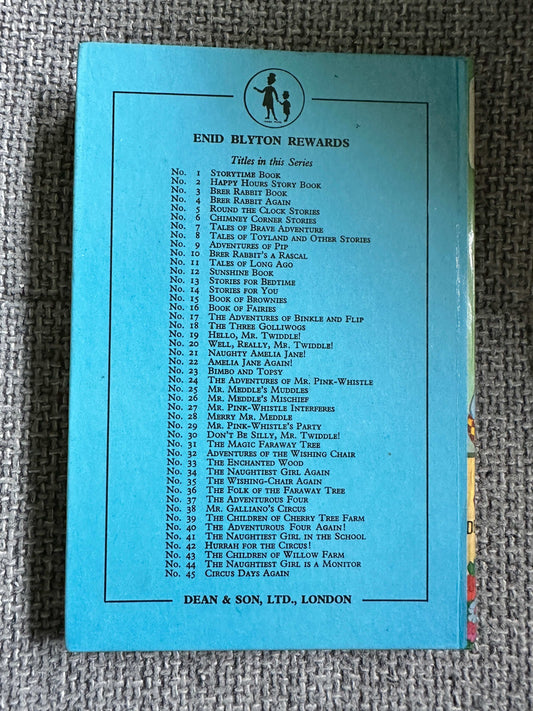 ENID BLYTON REWARDS
Titles in this Series
No. 1 STORYTIME BOOK
No. 2 HAPPY HOURS STORY BOOK
No. 3 BRER RABBIT BOOK
No. 4 BRER RABBIT AGAIN
No. 5 ROUND THE CLOCK STORIES
No. 6 CHIMNEY CORNER STORIES
No. 7 TALES OF BRAVE ADVENTURE
No. 8 TALES OF TOYLAND AND OTHER STORIES
No. 9 ADVENTURES OF PIP
No. 10 BRER RABBIT'S A RASCAL
No. 11 TALES OF LONG AGO
No. 12 SUNSHINE BOOK
No. 13 STORIES FOR BEDTIME
No. 14 STORIES FOR YOU
No. 15 BOOK OF BROWNIES
No. 16 BOOK OF FAIRIES
No. 17 THE ADVENTURES OF BINKLE AND FLIP
No. 18 THE THREE GOLLIWOGS
No. 19 HELLO, MR. TWIDDLE!
No. 20 WELL, REALLY, MR. TWIDDLE!
No. 21 NAUGHTY AMELIA JANE!
No. 22 AMELIA JANE AGAIN!
No. 23 BIMBO AND TOPSY
No. 24 THE ADVENTURES OF MR. PINK-WHISTLE
No. 25 MR. MEDDLE'S MUDDLES
No. 26 MR. MEDDLE'S MISCHIEF
No. 27 MR. PINK-WHISTLE INTERFERES
No. 28 MERRY MR. MEDDLE
No. 29 MR. PINK-WHISTLE'S PARTY
No. 30 DON'T BE SILLY, MR. TWIDDLE!
No. 31 THE MAGIC FARAWAY TREE
No. 32 ADVENTURES OF THE WISHING CHAIR
No. 33 THE ENCHANTED WOOD
No. 34 THE NAUGHTIEST GIRL AGAIN
No. 35 THE WISHING-CHAIR AGAIN
No. 36 THE FOLK OF THE FARAWAY TREE
No. 37 THE ADVENTUROUS FOUR
No. 38 MR. GALLIANO'S CIRCUS
No. 39 THE CHILDREN OF CHERRY TREE FARM
No. 40 THE ADVENTUROUS FOUR AGAIN!
No. 41 THE NAUGHTIEST GIRL IN THE SCHOOL
No. 42 HURRAH FOR THE CIRCUS!
No. 43 THE CHILDREN OF WILLOW FARM
No. 44 THE NAUGHTIEST GIRL IS A MONITOR
No. 45 CIRCUS DAYS AGAIN
DEAN & SON, LTD., LONDON